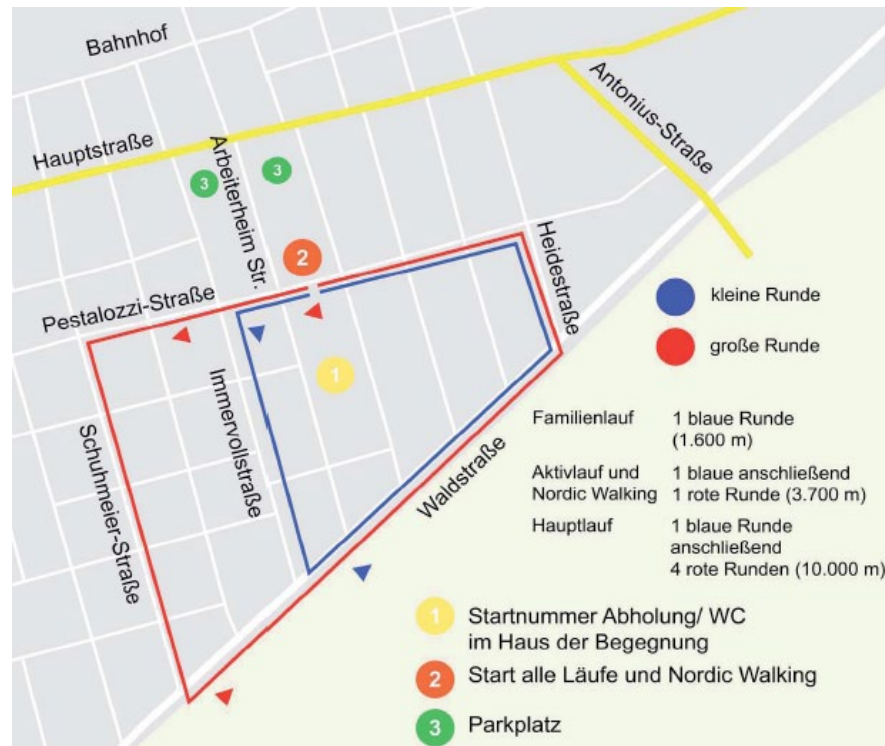 Bahnhof
Hauptstraße
Arbeiterheim Str.
Antonius-Straße
3
3
2
Heidestraße
Pestalozzi-Straße
1
Immervollstraße
Schuhmeier-Straße
Waldstraße
kleine Runde
große Runde
Familienlauf 1 blaue Runde
(1.600 m)
Aktivlauf und 1 blaue anschließend
Nordic Walking 1 rote Runde (3.700 m)
Hauptlauf 1 blaue Runde
anschließend
4 rote Runden (10.000 m)
1 Startnummer Abholung/ WC
im Haus der Begegnung
2 Start alle Läufe und Nordic Walking
3 Parkplatz